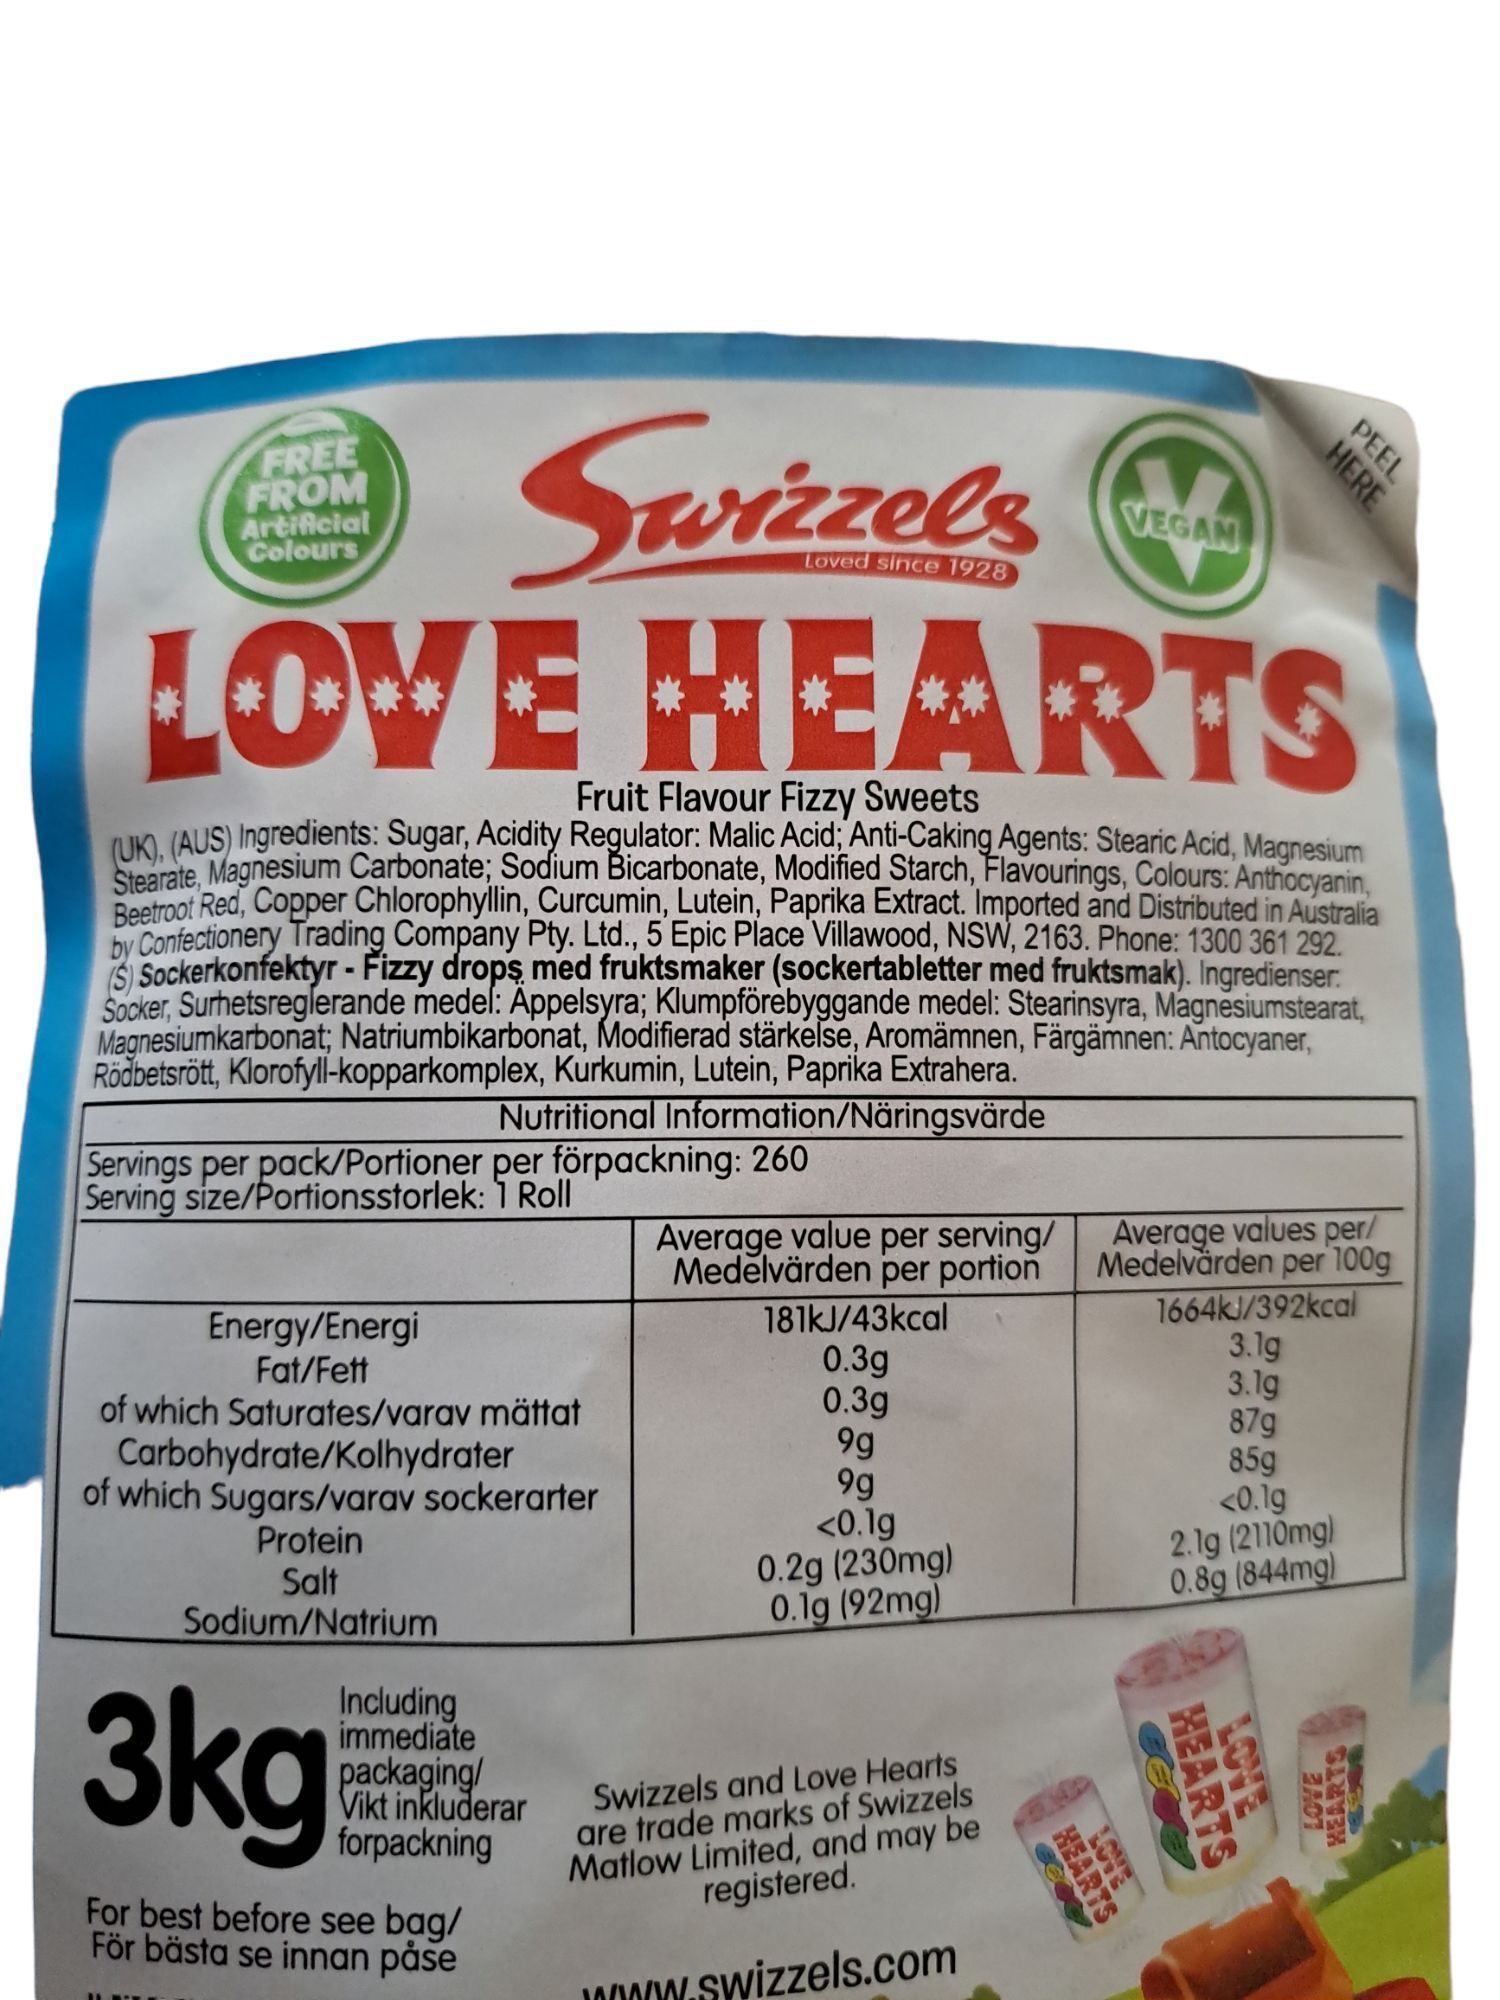 FREE
FROM
Artificial
Colours
Swizzels
Loved since 1928
VEGAN
PEEL
HERE
LOVE HEARTS
Fruit Flavour Fizzy Sweets
(UK), (AUS) Ingredients: Sugar, Acidity Regulator: Malic Acid; Anti-Caking Agents: Stearic Acid, Magnesium
Stearate, Magnesium Carbonate; Sodium Bicarbonate, Modified Starch, Flavourings, Colours: Anthocyanin,
Beetroot Red, Copper Chlorophyllin, Curcumin, Lutein, Paprika Extract. Imported and Distributed in Australia
by Confectionery Trading Company Pty. Ltd., 5 Epic Place Villawood, NSW, 2163. Phone: 1300 361 292.
(S) Sockerkonfektyr - Fizzy drops med fruktsmaker (sockertabletter med fruktsmak). Ingredienser:
Socker, Surhetsreglerande medel: Äppelsyra; Klumpförebyggande medel: Stearinsyra, Magnesiumstearat,
Magnesiumkarbonat; Natriumbikarbonat, Modifierad stärkelse, Aromämnen, Färgämnen: Antocyaner,
Rödbetsrött, Klorofyll-kopparkomplex, Kurkumin, Lutein, Paprika Extrahera.
Nutritional Information/Näringsvärde
Servings per pack/Portioner per förpackning: 260
Serving size/Portionsstorlek: 1 Roll
Average value per serving/ Average values per/
Medelvärden per portion Medelvärden per 100g
Energy/Energi 181kJ/43kcal 1664kJ/392kcal
Fat/Fett 0.3g 3.1g
of which Saturates/varav mättat 0.3g 3.1g
Carbohydrate/Kolhydrater 9g 87g
of which Sugars/varav sockerarter 9g 85g
Protein <0.1g <0.1g
Salt 0.2g (230mg) 2.1g (2110mg)
Sodium/Natrium 0.1g (92mg) 0.8g (844mg)
3kg
Including
immediate
packaging/
Vikt inkluderar
forpackning
Swizzels and Love Hearts
are trade marks of Swizzels
Matlow Limited, and may be
registered.
LOVE
HEARTS
LOVE
HEARTS
LOVE
HEARTS
For best before see bag/
För bästa se innan påse
www.swizzels.com